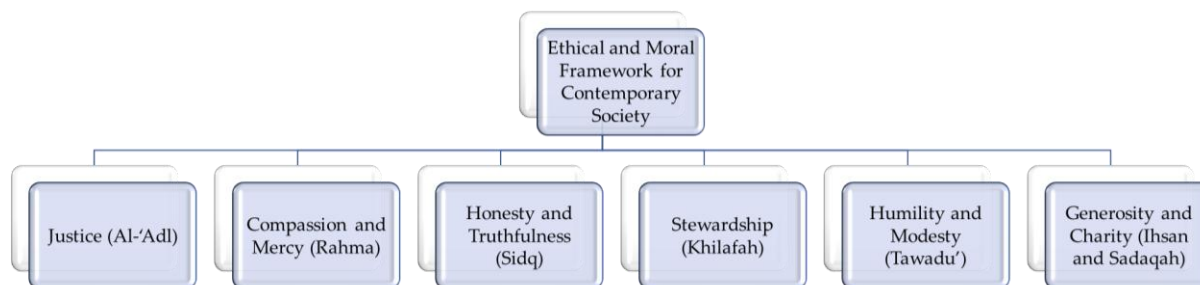 Ethical and Moral
Framework for
Contemporary
Society
Justice (Al-‘Adl)
Compassion and
Mercy (Rahma)
Honesty and
Truthfulness
(Sidq)
Stewardship
(Khilafah)
Humility and
Modesty
(Tawadu’)
Generosity and
Charity (Ihsan
and Sadaqah)